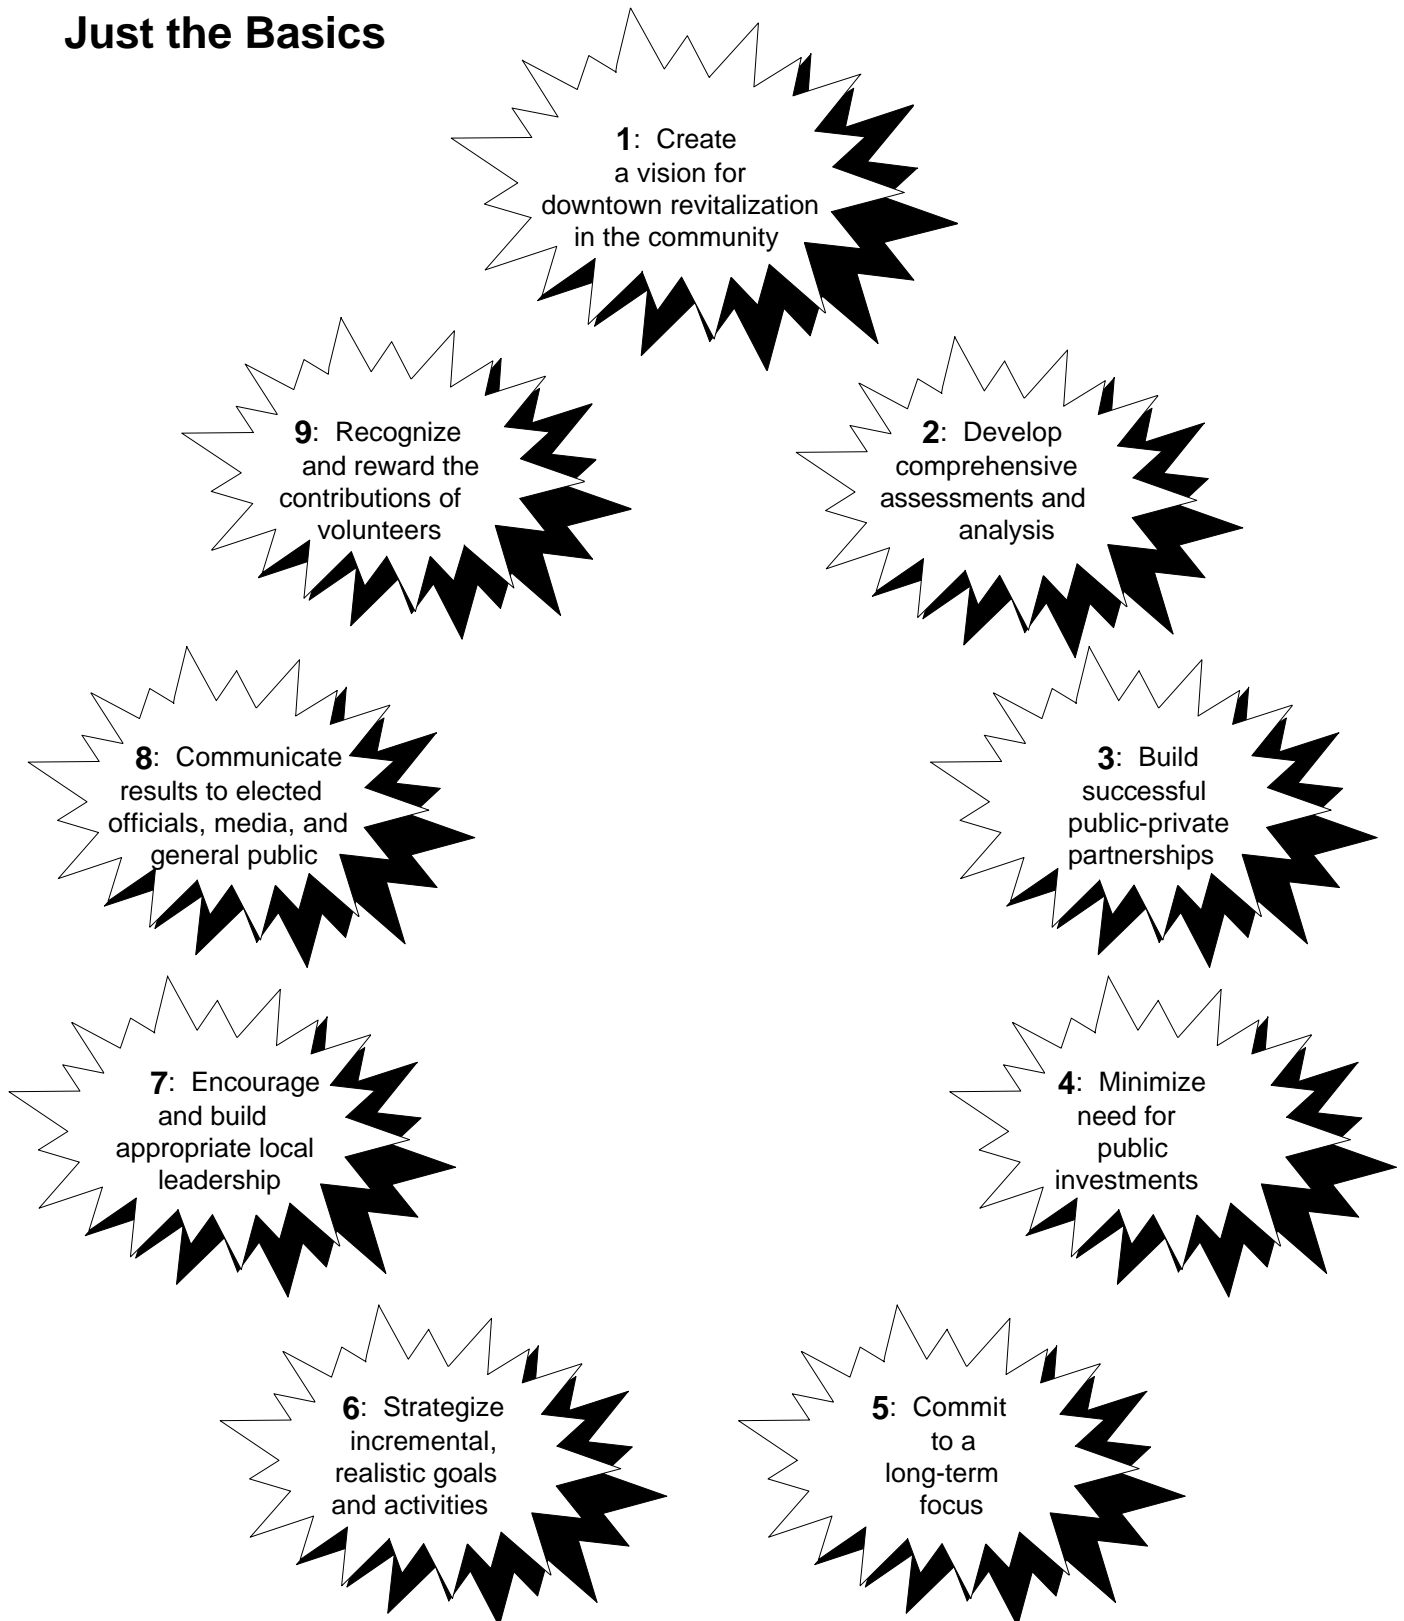 Just the Basics
1: Create
a vision for
downtown revitalization
in the community
2: Develop
comprehensive
assessments and
analysis
3: Build
successful
public-private
partnerships
4: Minimize
need for
public
investments
5: Commit
to a
long-term
focus
6: Strategize
incremental,
realistic goals
and activities
7: Encourage
and build
appropriate local
leadership
8: Communicate
results to elected
officials, media, and
general public
9: Recognize
and reward the
contributions of
volunteers